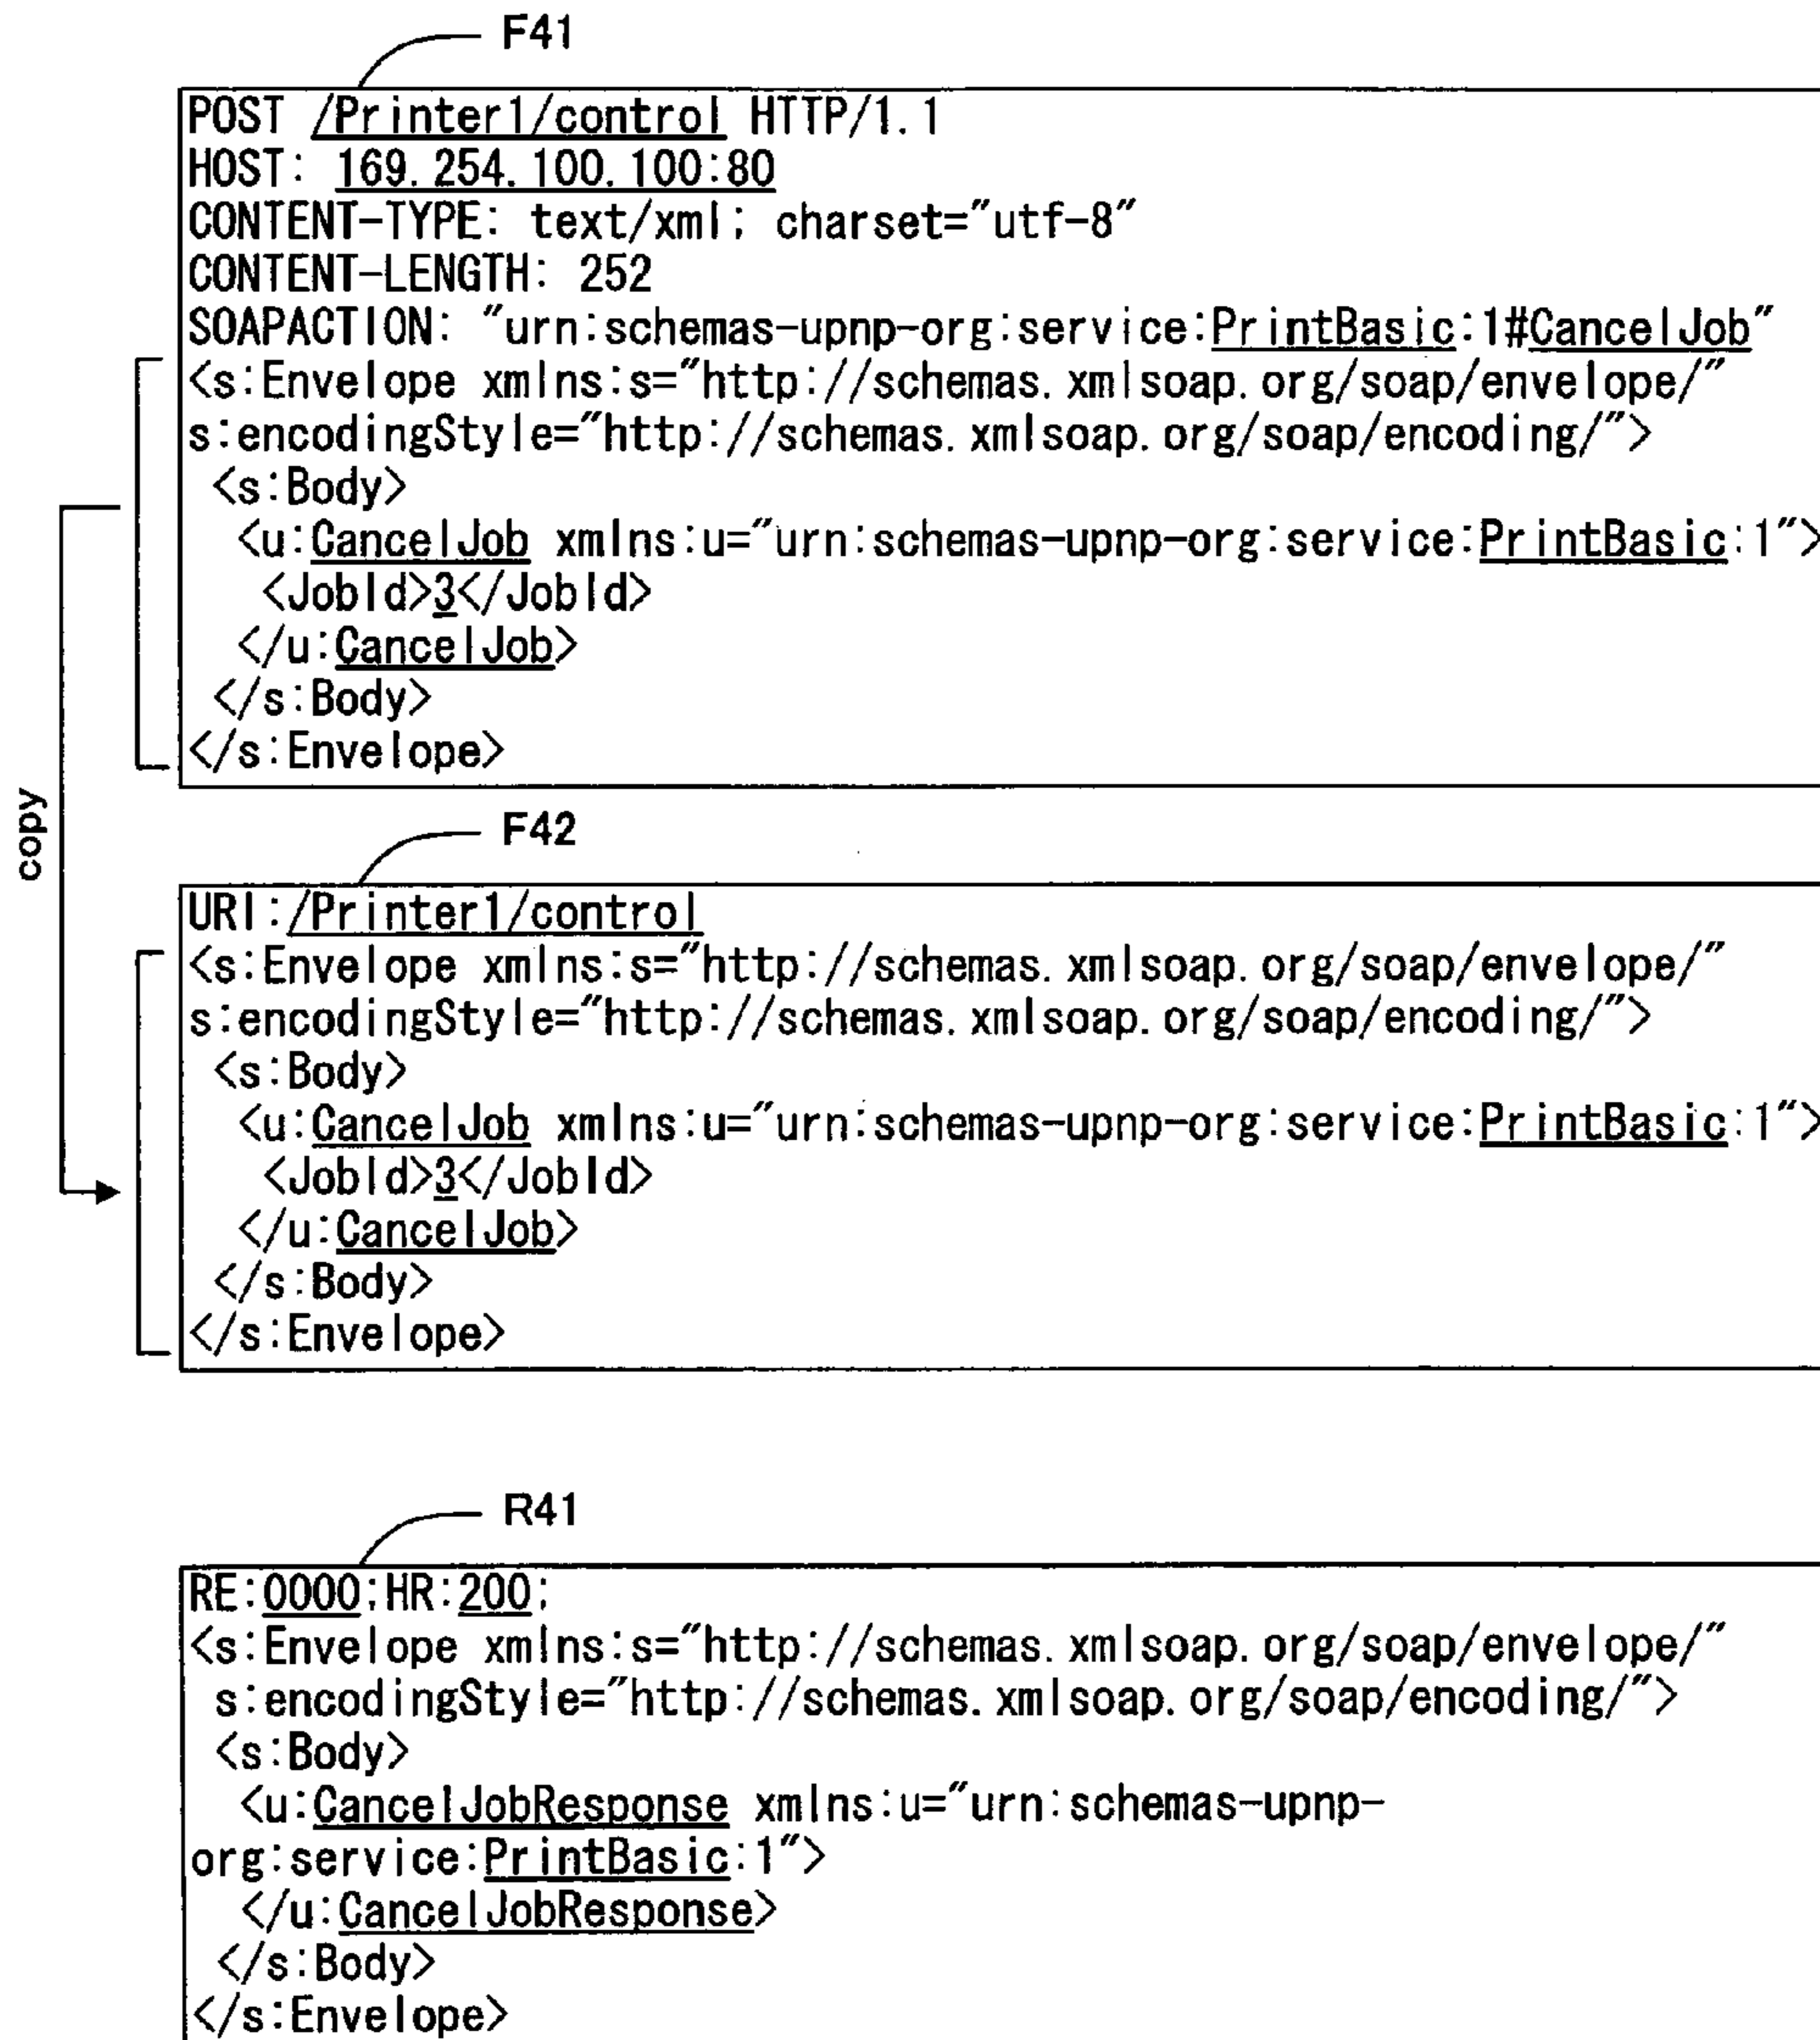 F41
POST /Printer1/control HTTP/1.1
HOST: 169.254.100.100:80
CONTENT-TYPE: text/xml; charset="utf-8"
CONTENT-LENGTH: 252
SOAPACTION: "urn:schemas-upnp-org:service:PrintBasic:1#CancelJob"
<s:Envelope xmlns:s="http://schemas.xmlsoap.org/soap/envelope/"
s:encodingStyle="http://schemas.xmlsoap.org/soap/encoding/">
<s:Body>
<u:CancelJob xmlns:u="urn:schemas-upnp-org:service:PrintBasic:1">
<JobId>3</JobId>
</u:CancelJob>
</s:Body>
</s:Envelope>
copy
F42
URI:/Printer1/control
<s:Envelope xmlns:s="http://schemas.xmlsoap.org/soap/envelope/"
s:encodingStyle="http://schemas.xmlsoap.org/soap/encoding/">
<s:Body>
<u:CancelJob xmlns:u="urn:schemas-upnp-org:service:PrintBasic:1">
<JobId>3</JobId>
</u:CancelJob>
</s:Body>
</s:Envelope>
R41
RE:0000;HR:200;
<s:Envelope xmlns:s="http://schemas.xmlsoap.org/soap/envelope/"
s:encodingStyle="http://schemas.xmlsoap.org/soap/encoding/">
<s:Body>
<u:CancelJobResponse xmlns:u="urn:schemas-upnp-
org:service:PrintBasic:1">
</u:CancelJobResponse>
</s:Body>
</s:Envelope>